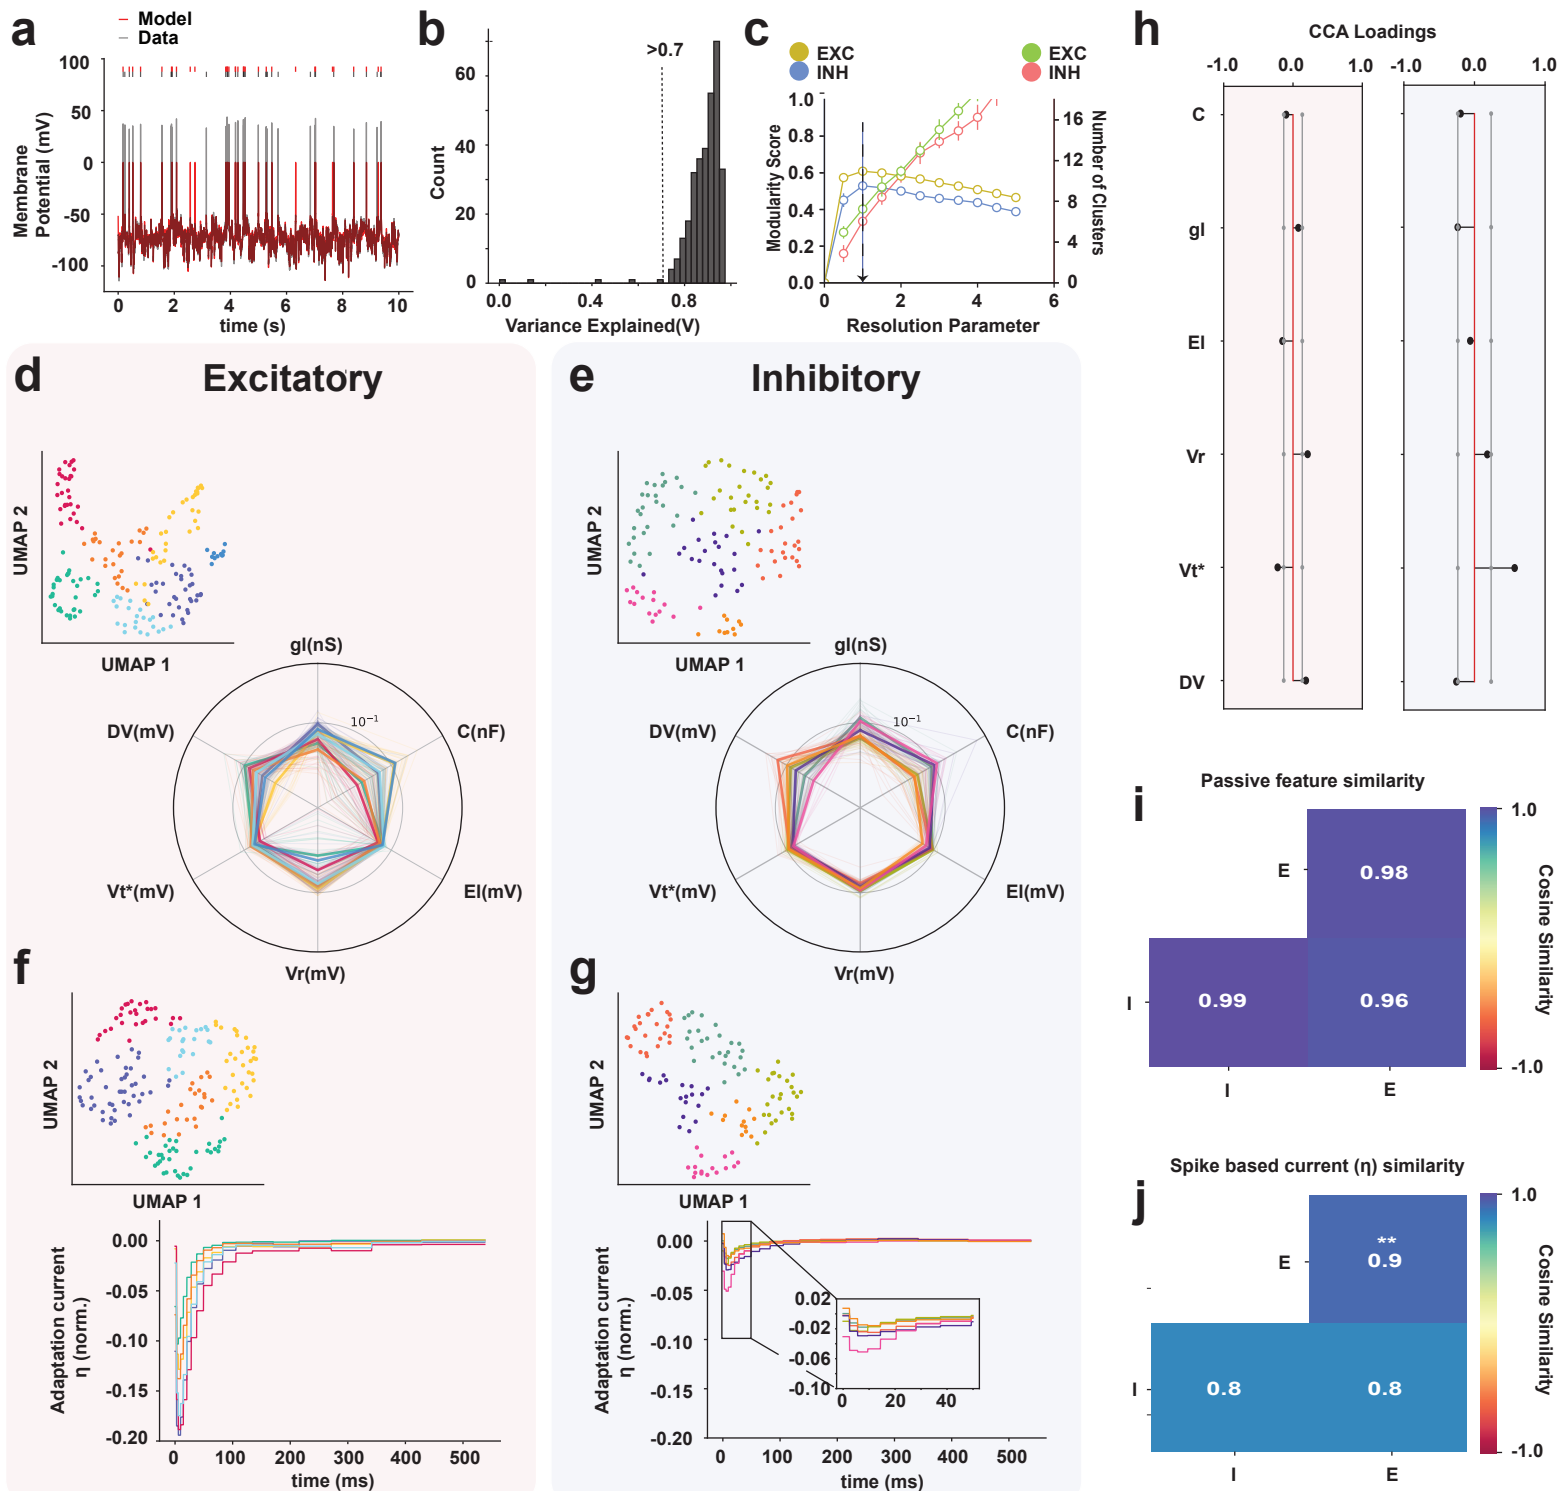 a
Model
Data
100
50
0
-50
-100
Membrane
Potential (mV)
0 2 4 6 8 10
time (s)
b
>0.7
60
40
20
0
Count
0.0 0.4 0.8
Variance Explained(V)
c
EXC
INH
EXC
INH
1.0
0.8
0.6
0.4
0.2
0.0
Modularity Score
16
12
8
4
0
Number of Clusters
0 2 4 6
Resolution Parameter
h
CCA Loadings
-1.0 0.0 1.0 -1.0 0.0 1.0
C
gl
El
Vr
Vt*
DV
d
Excitatory
UMAP 2
UMAP 1
gl(nS)
10⁻¹
DV(mV)
C(nF)
Vt*(mV)
El(mV)
Vr(mV)
e
Inhibitory
UMAP 2
UMAP 1
gl(nS)
10⁻¹
DV(mV)
C(nF)
Vt*(mV)
El(mV)
Vr(mV)
f
UMAP 2
UMAP 1
0.00
-0.05
-0.10
-0.15
-0.20
Adaptation current
η (norm.)
0 100 200 300 400 500
time (ms)
g
UMAP 2
UMAP 1
0.00
-0.05
-0.10
-0.15
-0.20
Adaptation current
η (norm.)
0.02
-0.02
-0.06
-0.10
0 20 40
0 100 200 300 400 500
time (ms)
i
Passive feature similarity
E
0.98
I
0.99 0.96
I E
1.0
-1.0
Cosine Similarity
j
Spike based current (η) similarity
E
**
0.9
I
0.8 0.8
I E
1.0
-1.0
Cosine Similarity